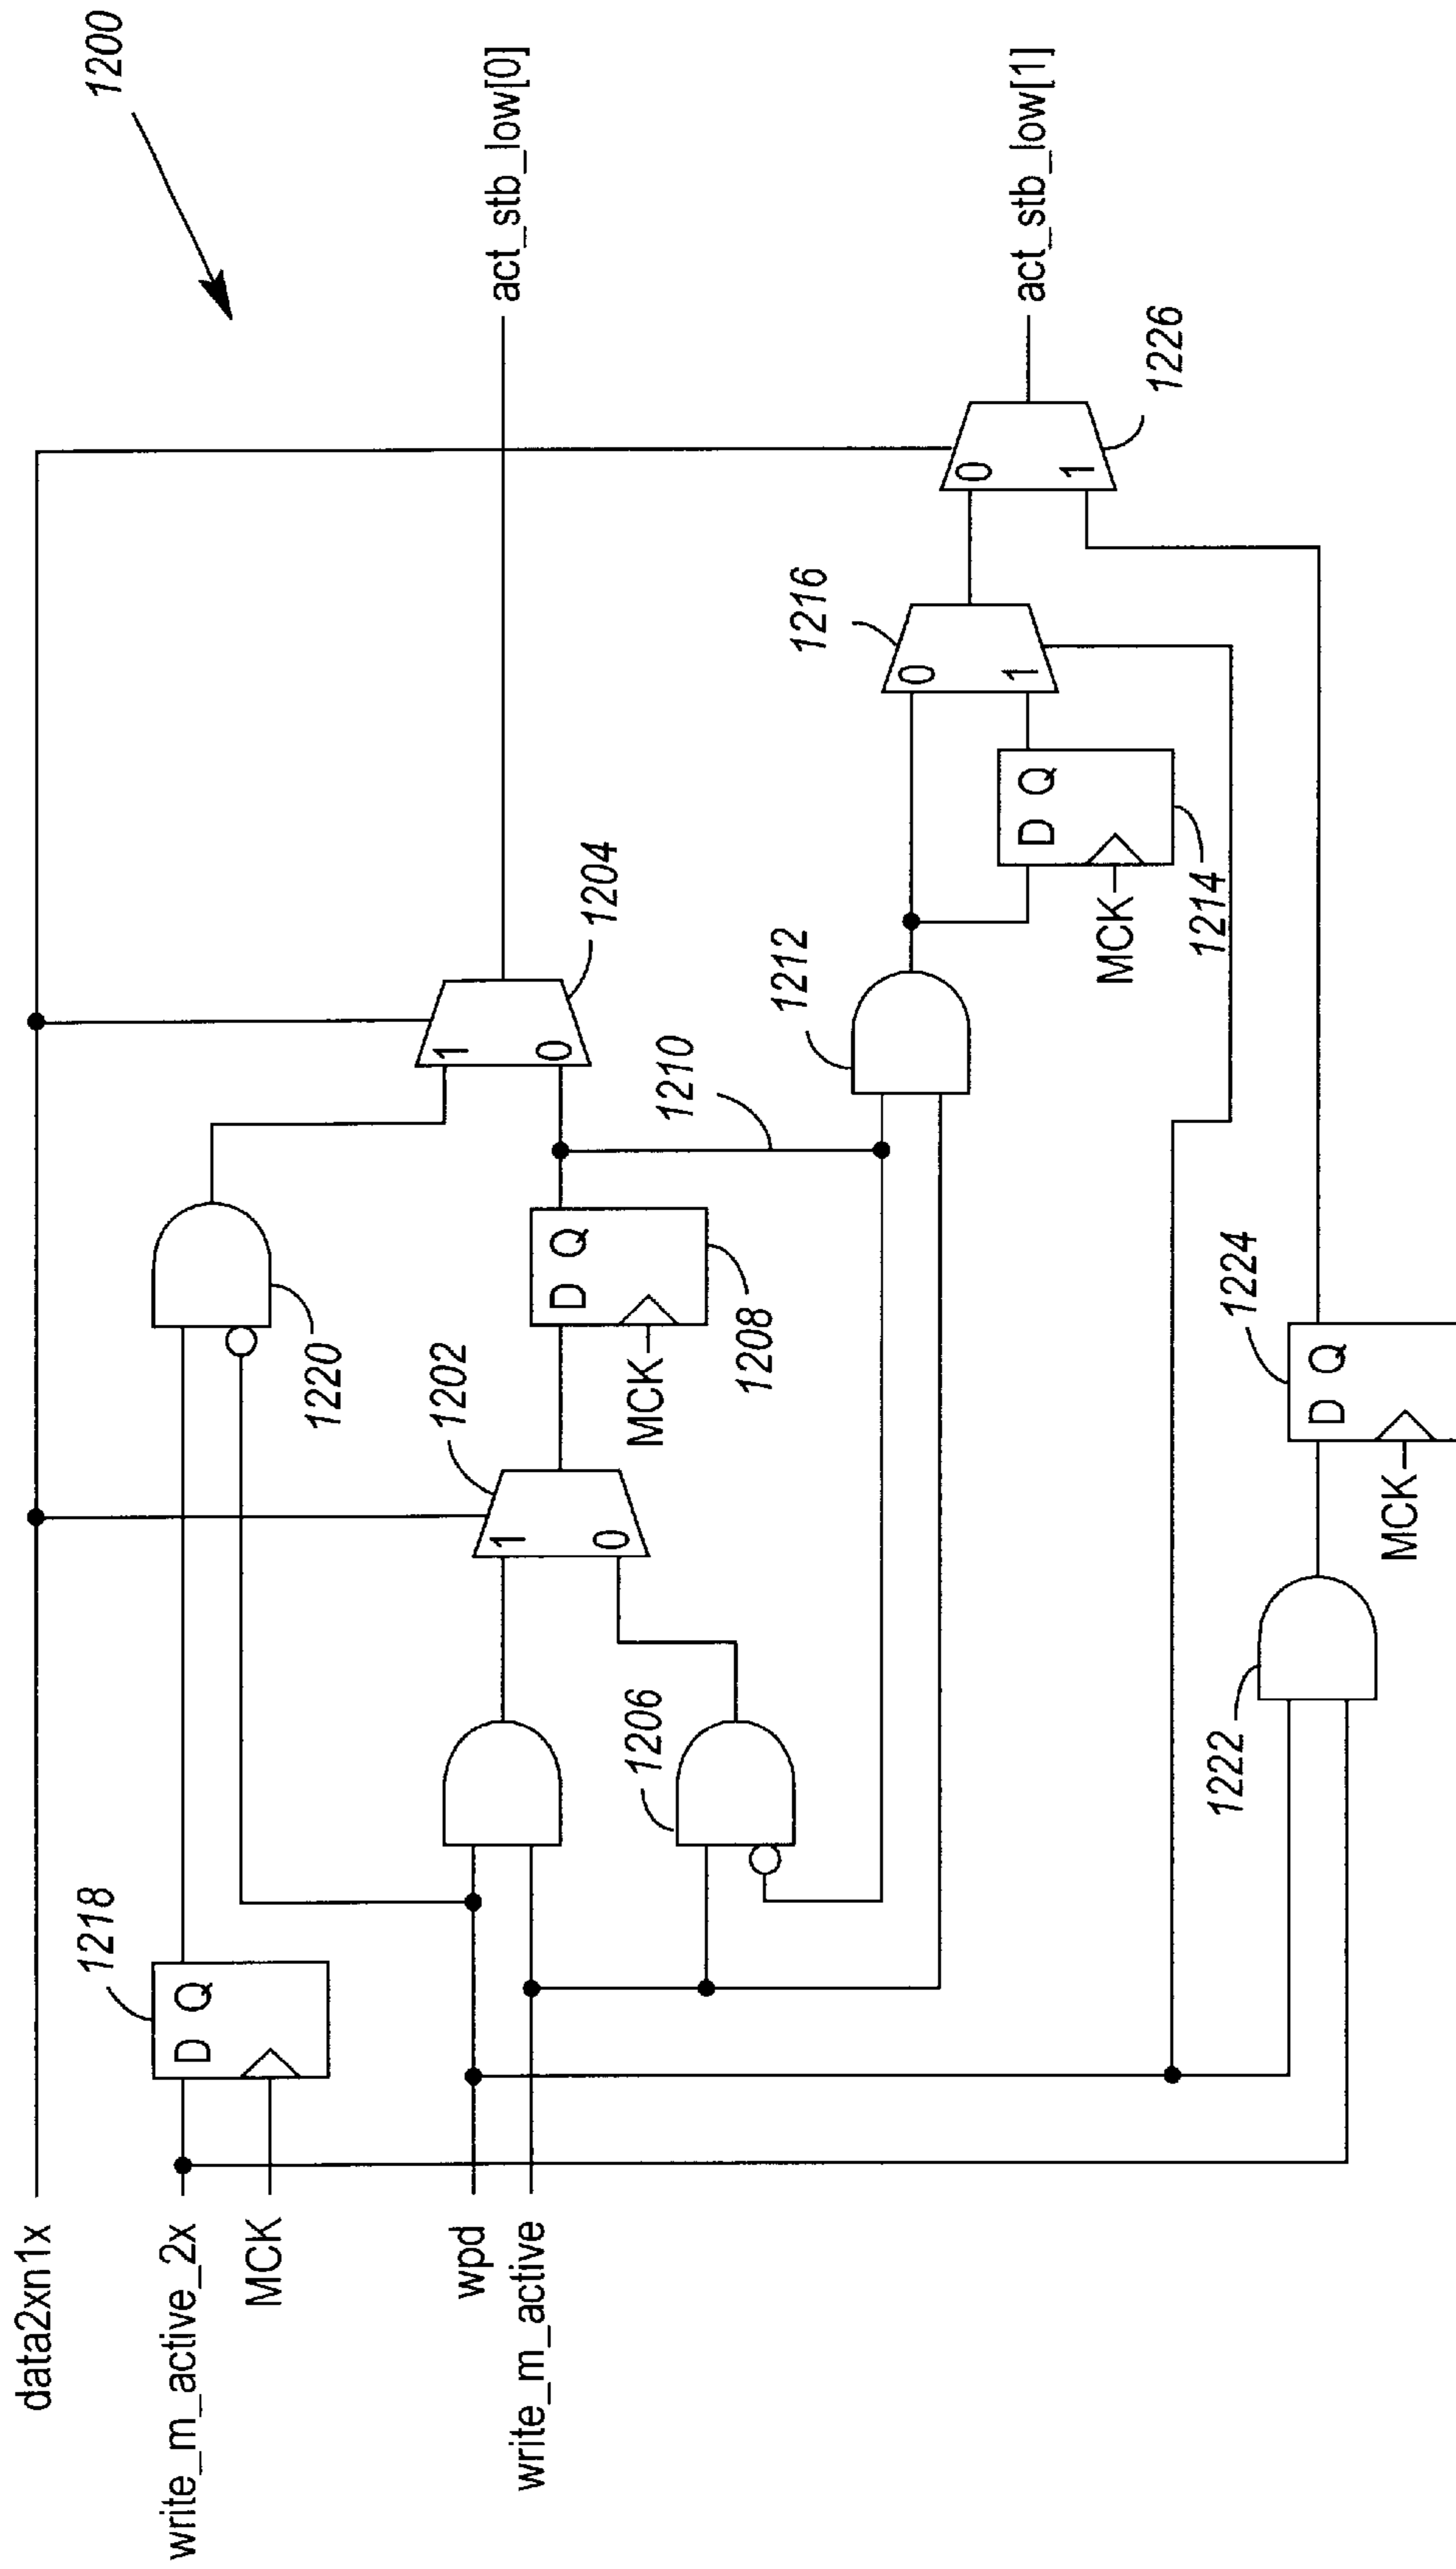 1200
data2xn1x
write_m_active_2x
MCK
wpd
write_m_active
1218
D Q
1220
1202
1
0
1206
MCK
D Q
1208
1204
1
0
act_stb_low[0]
1210
1212
MCK
D Q
1214
1216
0
1
1226
0
1
act_stb_low[1]
1222
MCK
D Q
1224